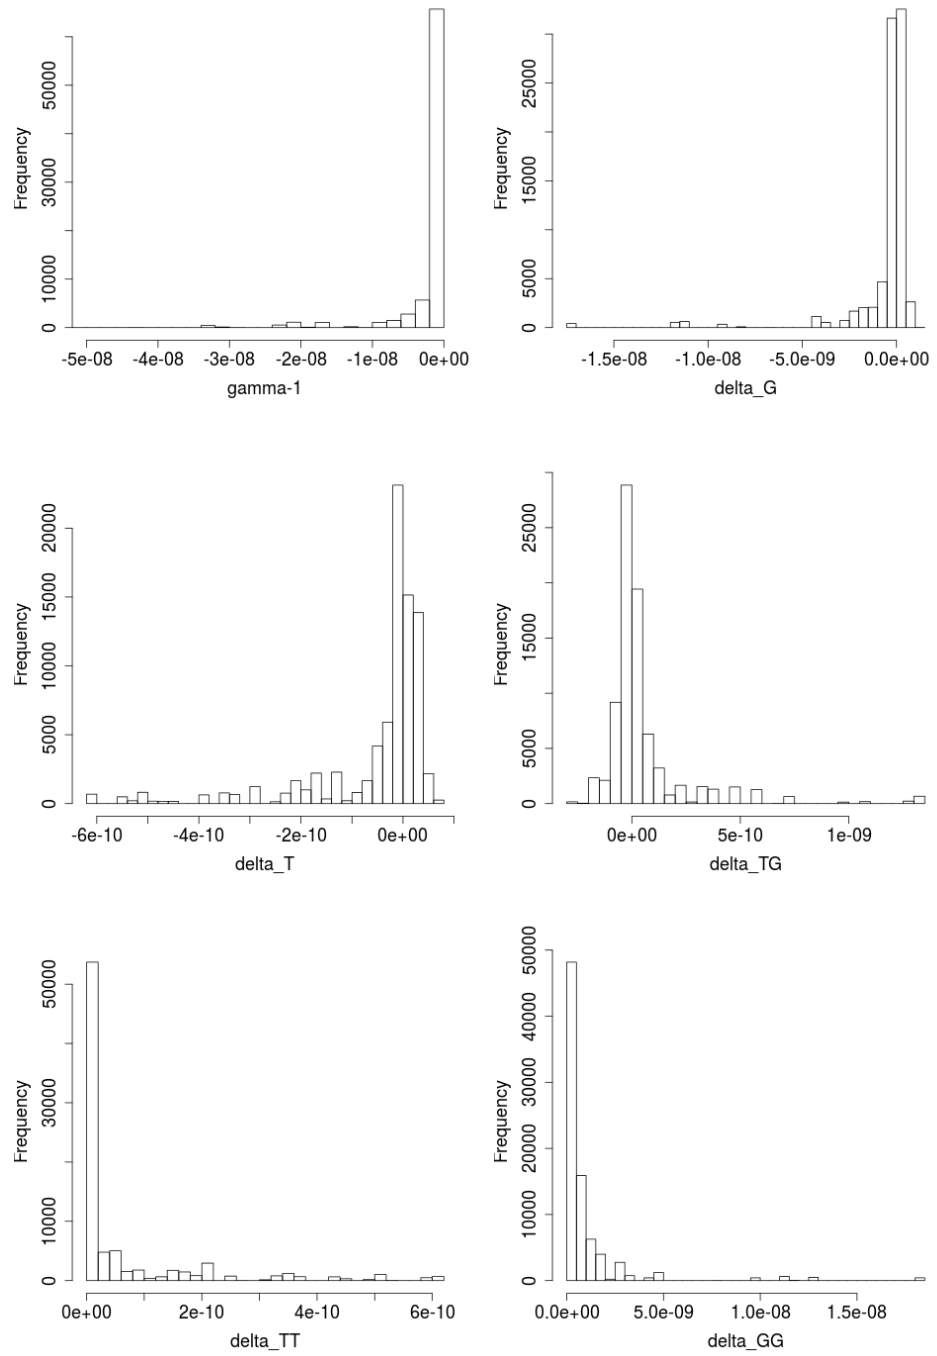 Frequency
0
10000
30000
50000
-5e-08
-4e-08
-3e-08
-2e-08
-1e-08
0e+00
gamma-1
Frequency
0
5000
15000
25000
-1.5e-08
-1.0e-08
-5.0e-09
0.0e+00
delta_G
Frequency
0
5000
10000
15000
20000
-6e-10
-4e-10
-2e-10
0e+00
delta_T
Frequency
0
5000
15000
25000
0e+00
5e-10
1e-09
delta_TG
Frequency
0
10000
30000
50000
0e+00
2e-10
4e-10
6e-10
delta_TT
Frequency
0
10000
20000
30000
40000
50000
0.0e+00
5.0e-09
1.0e-08
1.5e-08
delta_GG